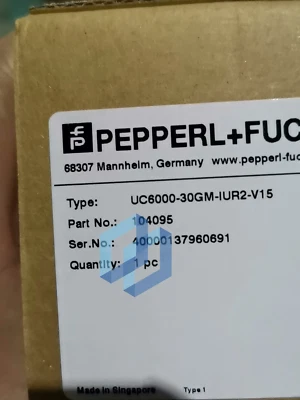 PEPPERL+FUC
68307 Mannheim, Germany www.pepperl-fuc
Type: UC6000-30GM-IUR2-V15
Part No.: 104095
Ser.No.: 40000137960691
Quantity: 1 pc
Made in Singapore Type I